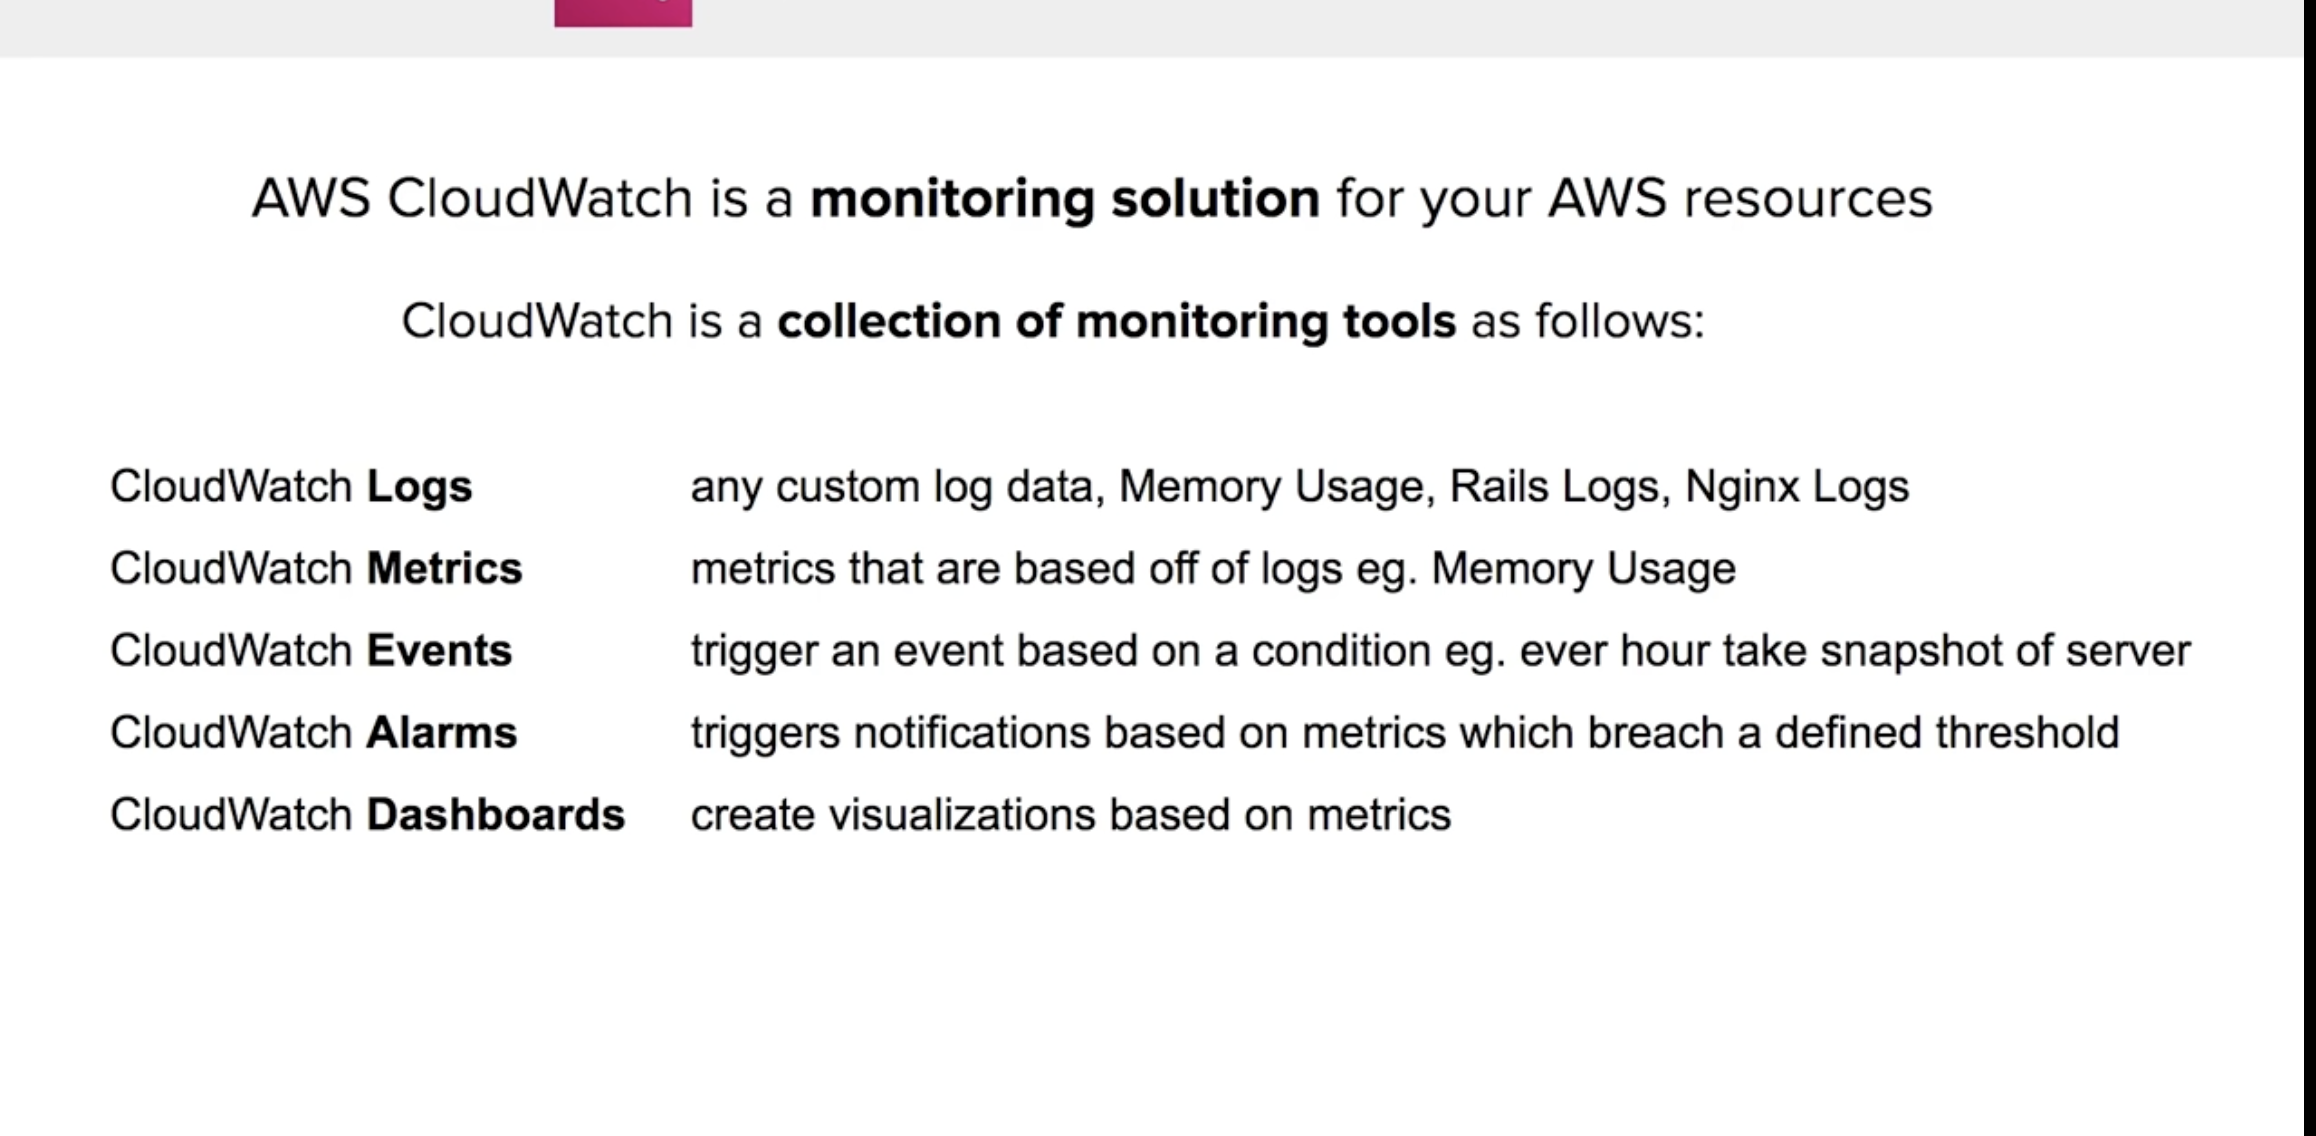 AWS CloudWatch is a monitoring solution for your AWS resources
CloudWatch is a collection of monitoring tools as follows:
CloudWatch Logs any custom log data, Memory Usage, Rails Logs, Nginx Logs
CloudWatch Metrics metrics that are based off of logs eg. Memory Usage
CloudWatch Events trigger an event based on a condition eg. ever hour take snapshot of server
CloudWatch Alarms triggers notifications based on metrics which breach a defined threshold
CloudWatch Dashboards create visualizations based on metrics